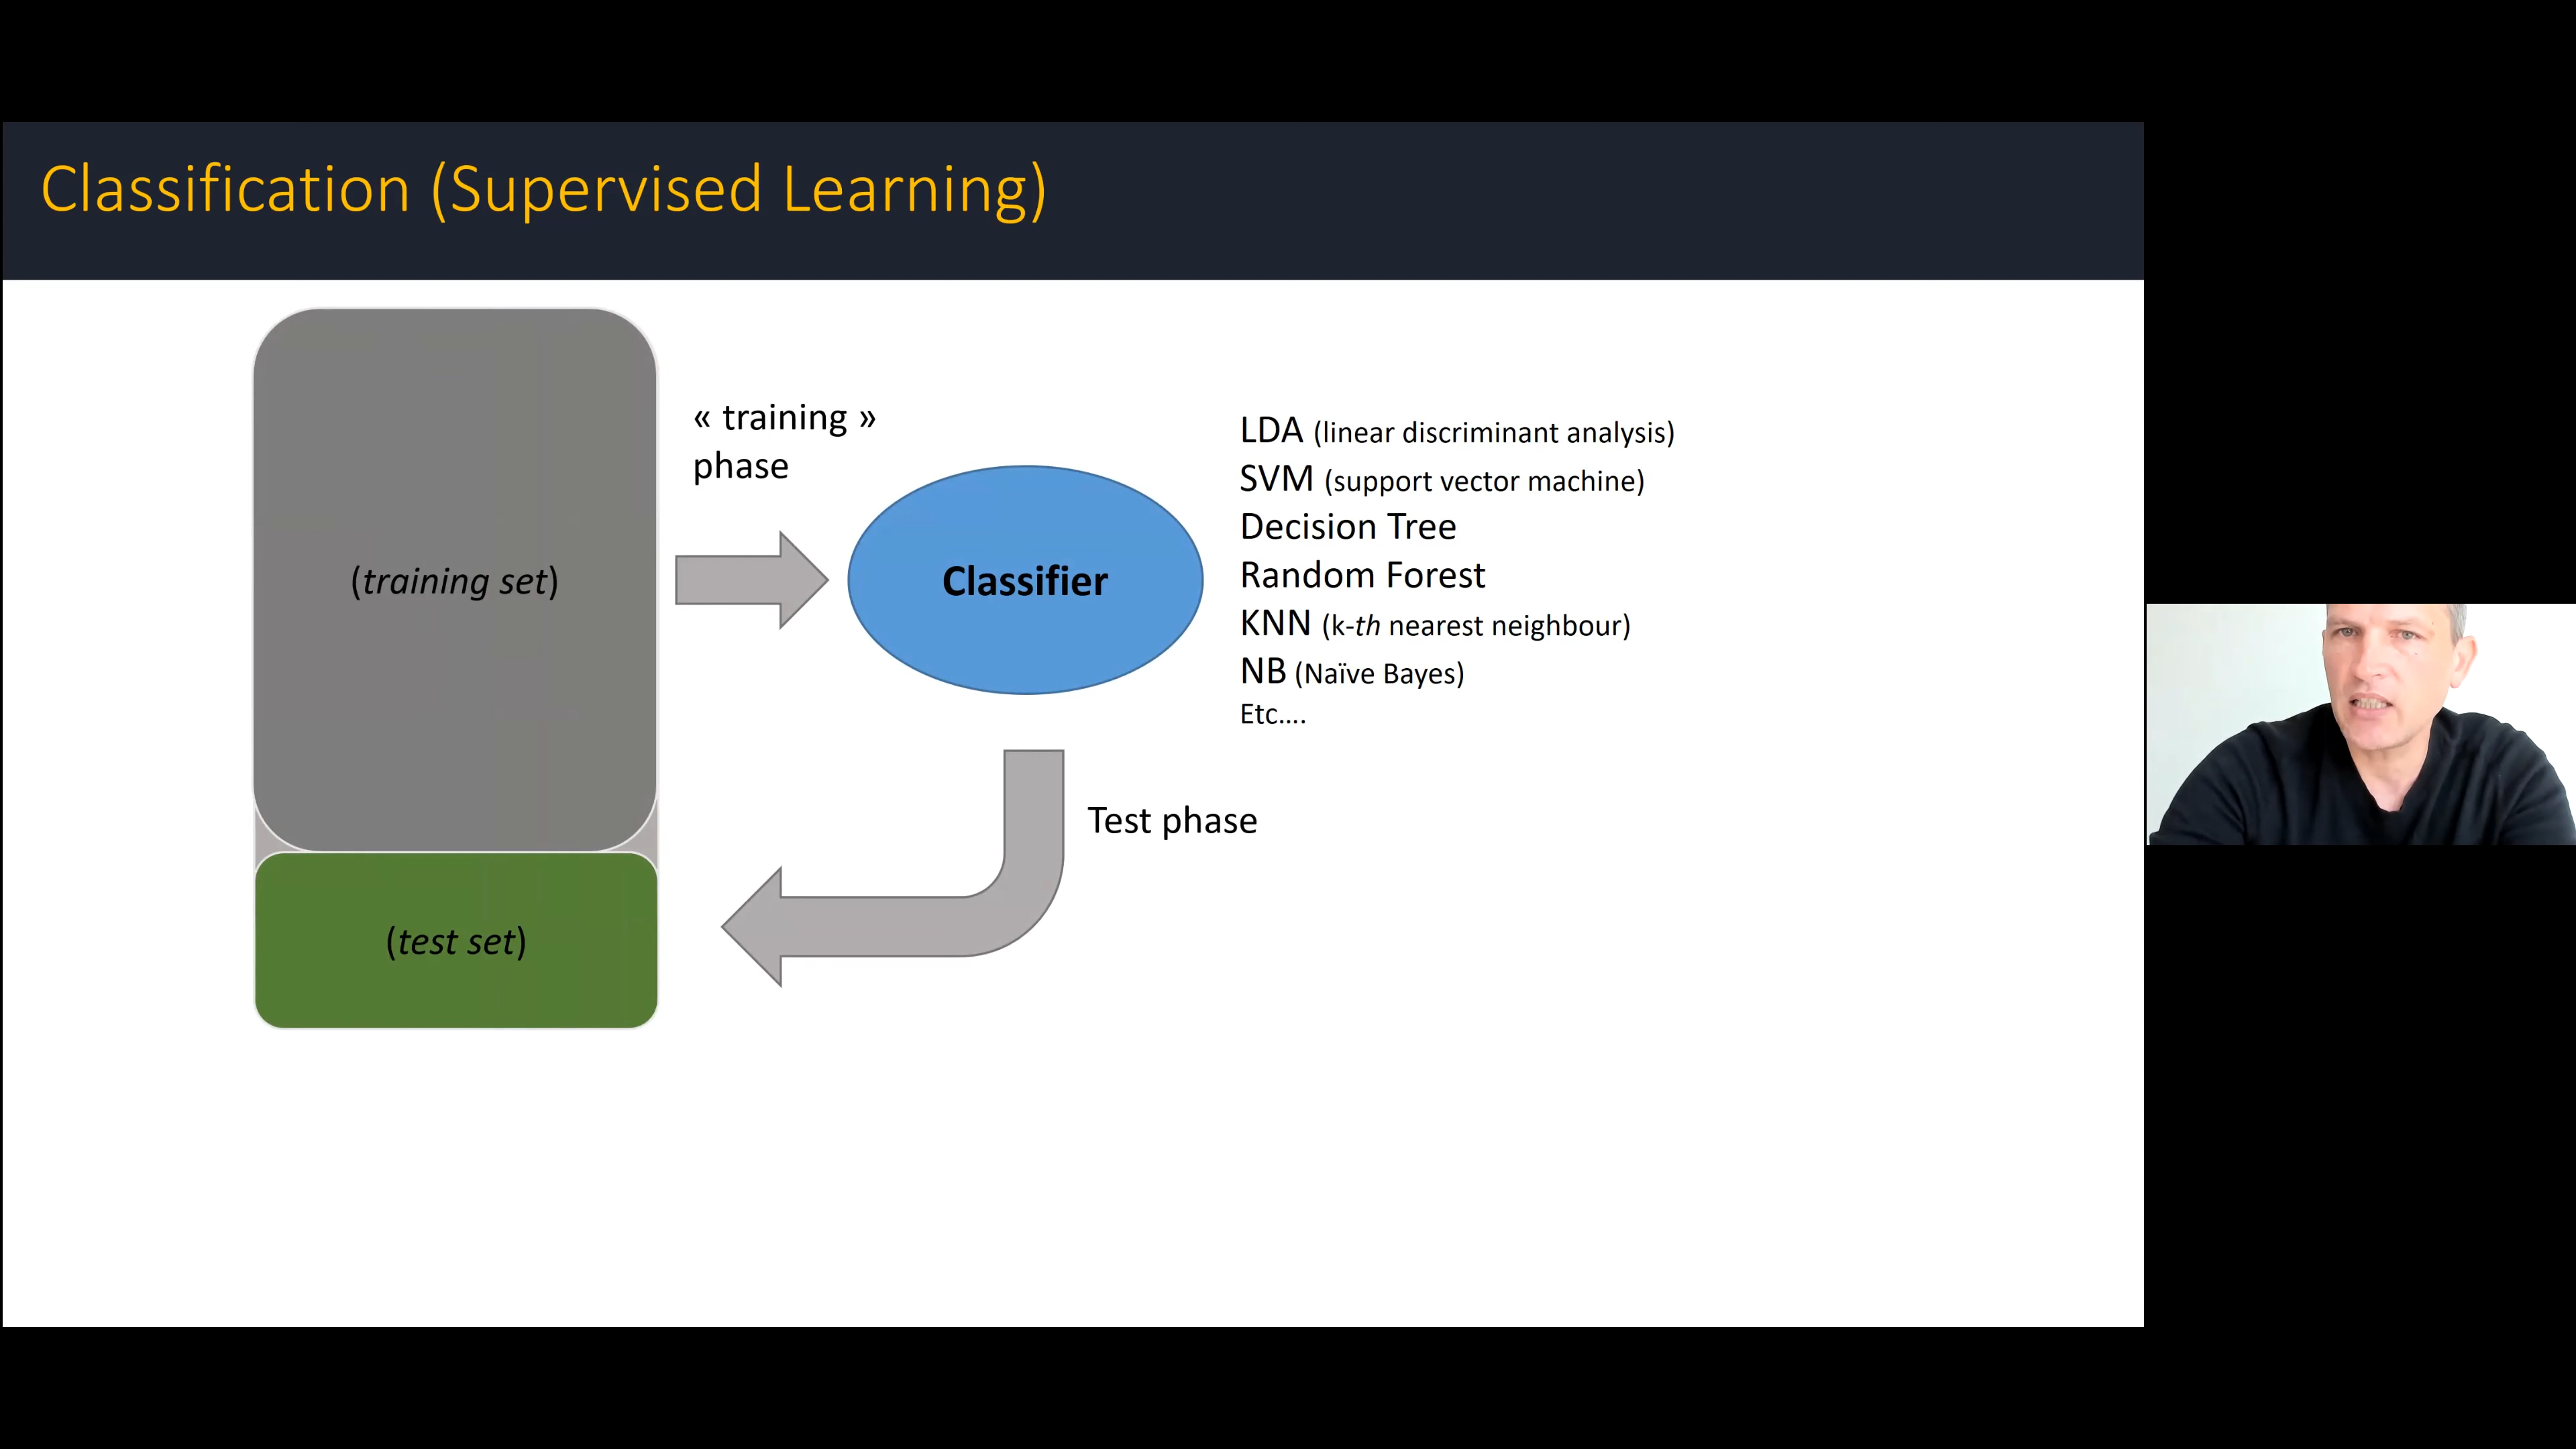 Classification (Supervised Learning)
(training set)
« training »
phase
Classifier
LDA (linear discriminant analysis)
SVM (support vector machine)
Decision Tree
Random Forest
KNN (k-th nearest neighbour)
NB (Naïve Bayes)
Etc....
Test phase
(test set)